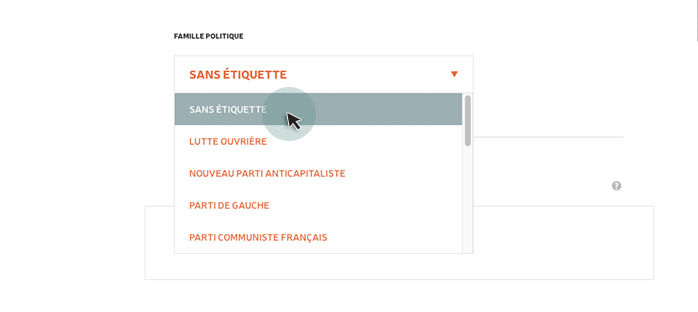 FAMILLE POLITIQUE
SANS ÉTIQUETTE
SANS ÉTIQUETTE
LUTTE OUVRIÈRE
NOUVEAU PARTI ANTICAPITALISTE
?
PARTI DE GAUCHE
PARTI COMMUNISTE FRANÇAIS